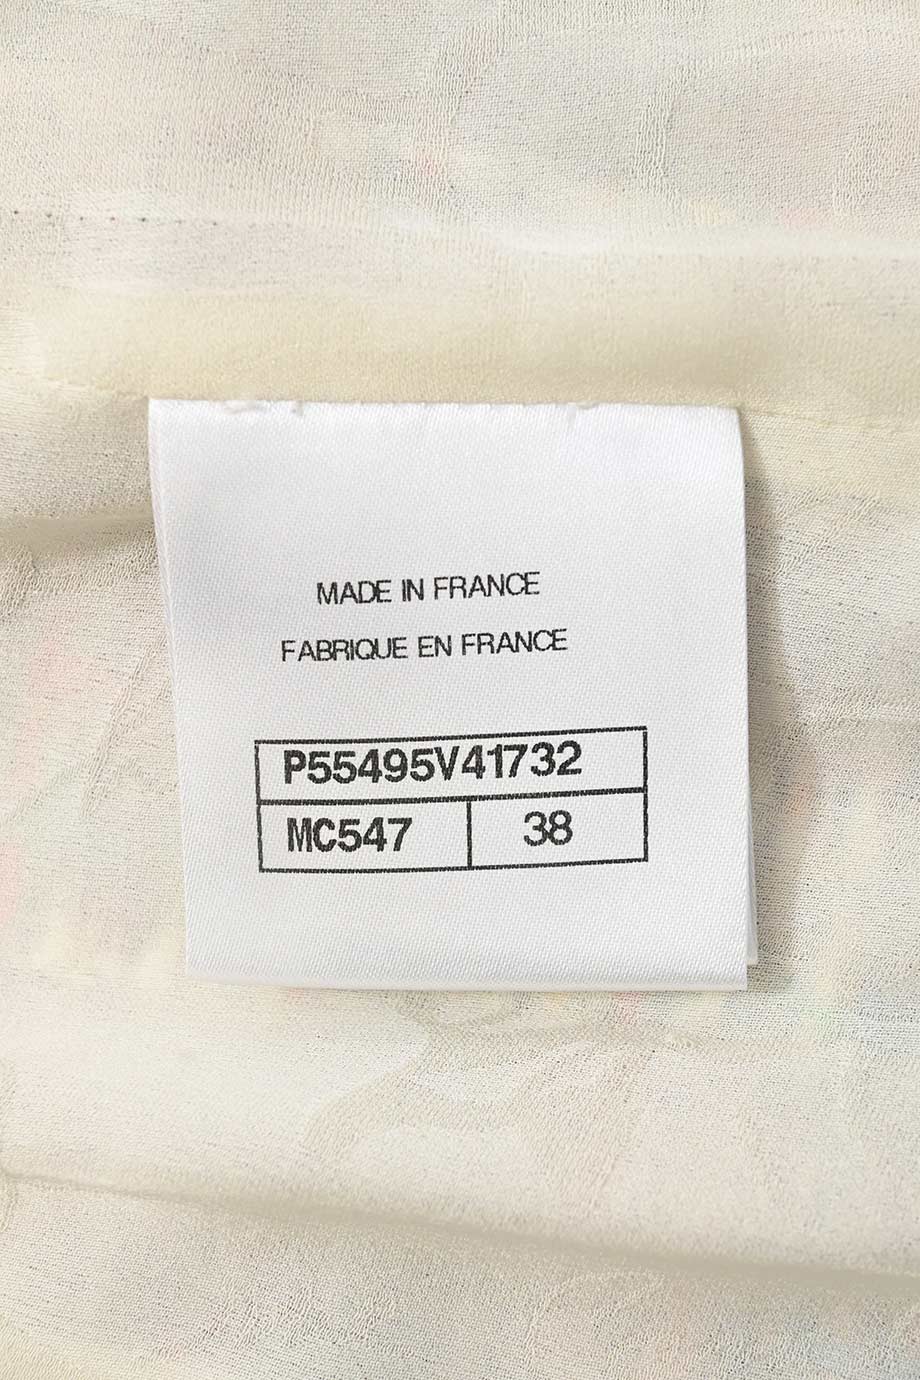 MADE IN FRANCE
FABRIQUE EN FRANCE
P55495V41732
MC547 38